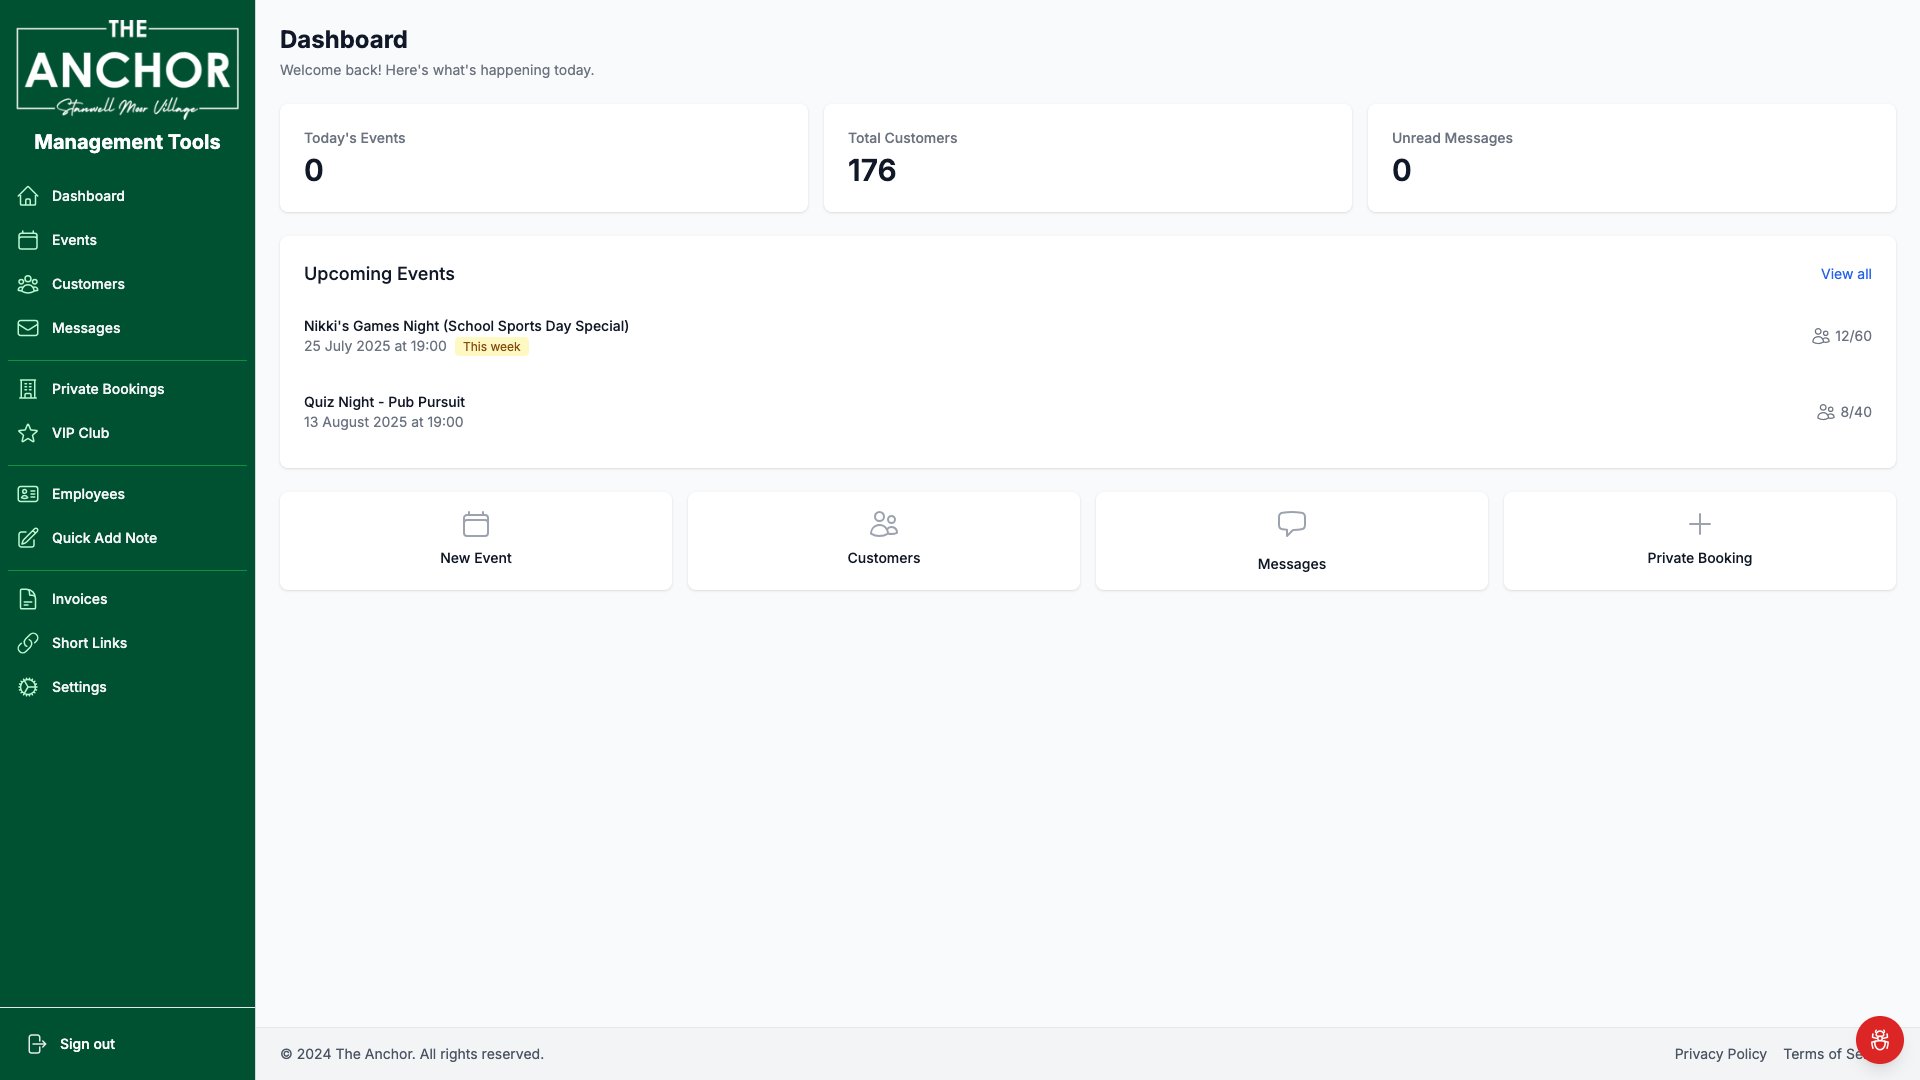 THE
ANCHOR
Stanwell Moor Village
Management Tools
Dashboard
Events
Customers
Messages
Private Bookings
VIP Club
Employees
Quick Add Note
Invoices
Short Links
Settings
Sign out
Dashboard
Welcome back! Here's what's happening today.
Today's Events
0
Total Customers
176
Unread Messages
0
Upcoming Events
View all
Nikki's Games Night (School Sports Day Special)
25 July 2025 at 19:00 This week
12/60
Quiz Night - Pub Pursuit
13 August 2025 at 19:00
8/40
New Event
Customers
Messages
Private Booking
© 2024 The Anchor. All rights reserved.
Privacy Policy Terms of